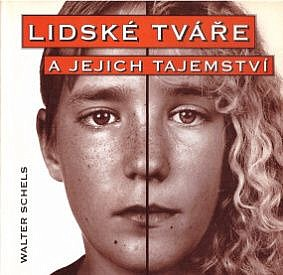 LIDSKÉ TVÁŘE
A JEJICH TAJEMSTVÍ
WALTER SCHELS